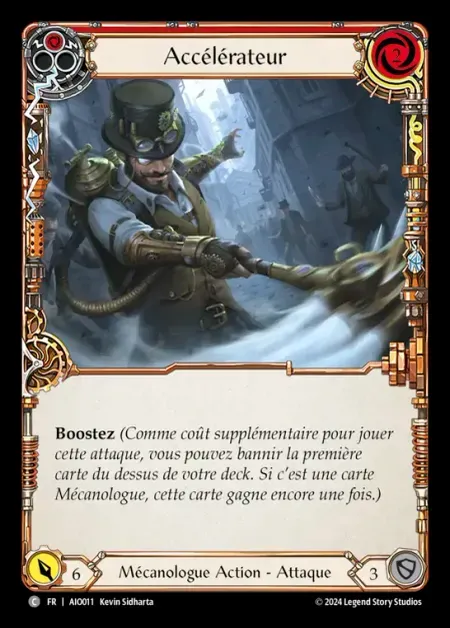 Accélérateur
2
Boostez (Comme coût supplémentaire pour jouer
cette attaque, vous pouvez bannir la première
carte du dessus de votre deck. Si c'est une carte
Mécanologue, cette carte gagne encore une fois.)
6
Mécanologue Action - Attaque
3
C FR | AIO011 Kevin Sidharta
© 2024 Legend Story Studios